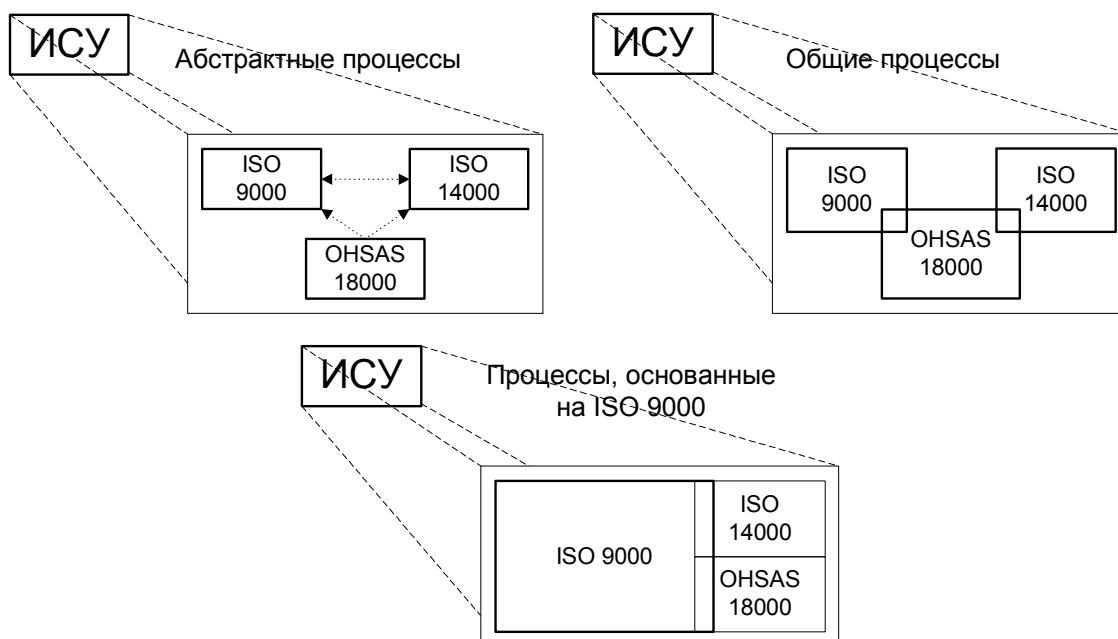 ИСУ
Абстрактные процессы
ISO
9000
ISO
14000
OHSAS
18000
ИСУ
Общие процессы
ISO
9000
ISO
14000
OHSAS
18000
ИСУ
Процессы, основанные
на ISO 9000
ISO 9000
ISO
14000
OHSAS
18000